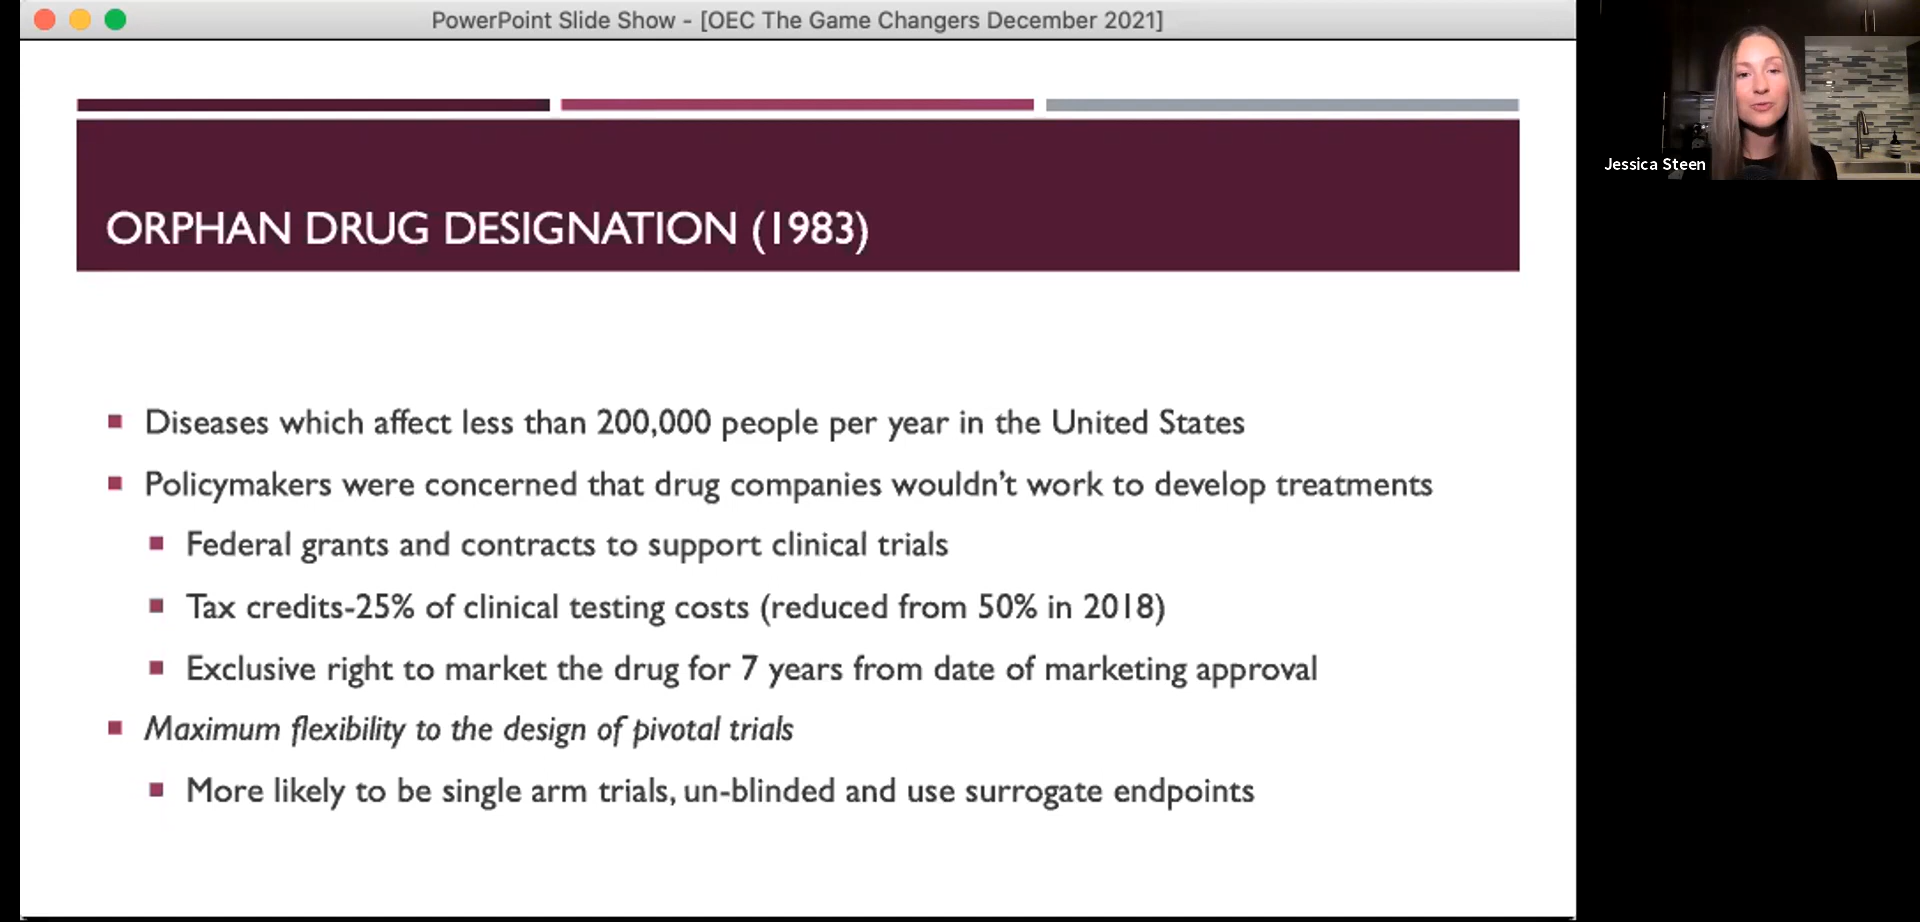 PowerPoint Slide Show - [OEC The Game Changers December 2021]
Jessica Steen
ORPHAN DRUG DESIGNATION (1983)
Diseases which affect less than 200,000 people per year in the United States
Policymakers were concerned that drug companies wouldn't work to develop treatments
Federal grants and contracts to support clinical trials
Tax credits-25% of clinical testing costs (reduced from 50% in 2018)
Exclusive right to market the drug for 7 years from date of marketing approval
Maximum flexibility to the design of pivotal trials
More likely to be single arm trials, un-blinded and use surrogate endpoints